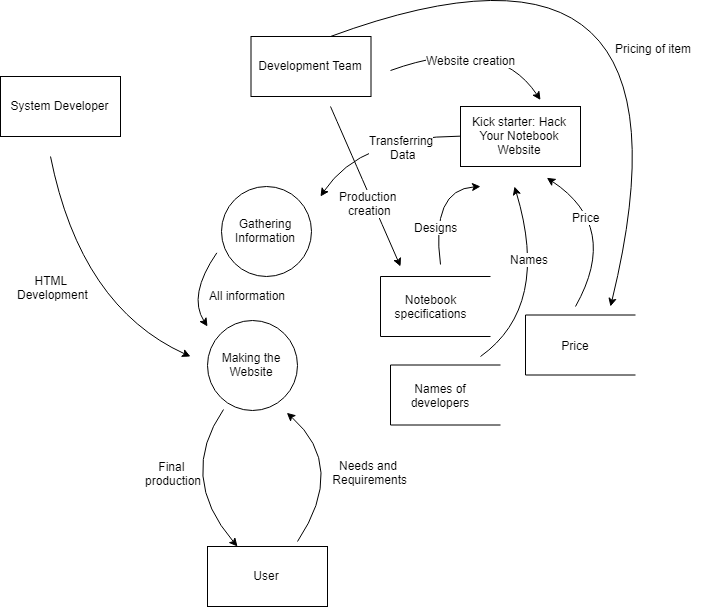 Pricing of item
Development Team
Website creation
System Developer
Kick starter: Hack
Your Notebook
Website
Transferring
Data
Production
creation
Gathering
Information
Designs
Price
Names
HTML
Development
All information
Notebook
specifications
Price
Making the
Website
Names of
developers
Final
production
Needs and
Requirements
User